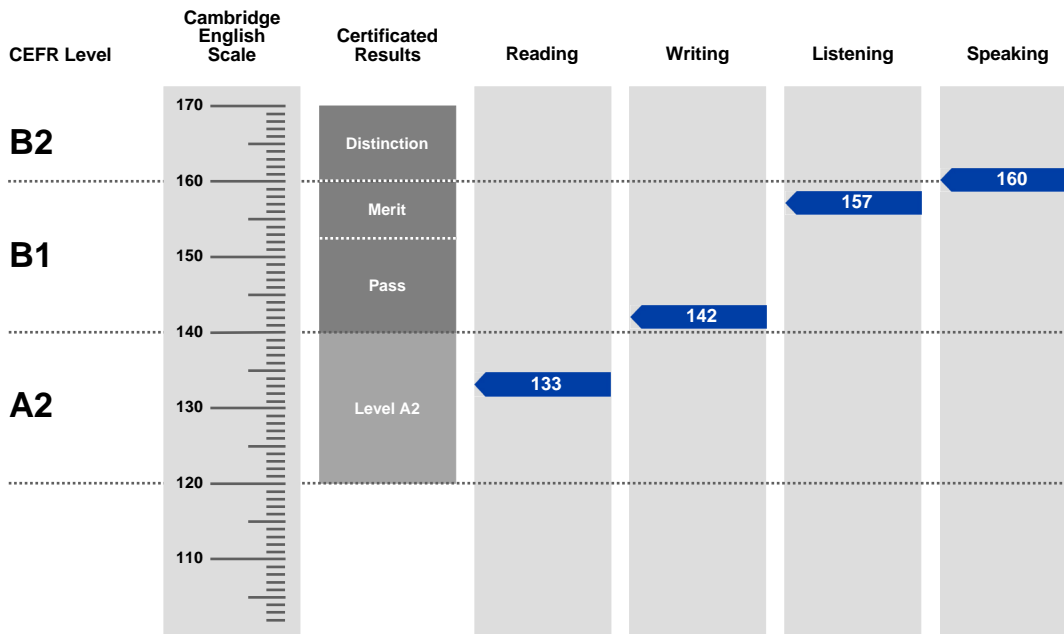 CEFR Level
Cambridge
English
Scale
Certificated
Results
Reading
Writing
Listening
Speaking
170
B2
Distinction
160
160
Merit
157
B1
150
Pass
142
140
133
A2
130
Level A2
120
110